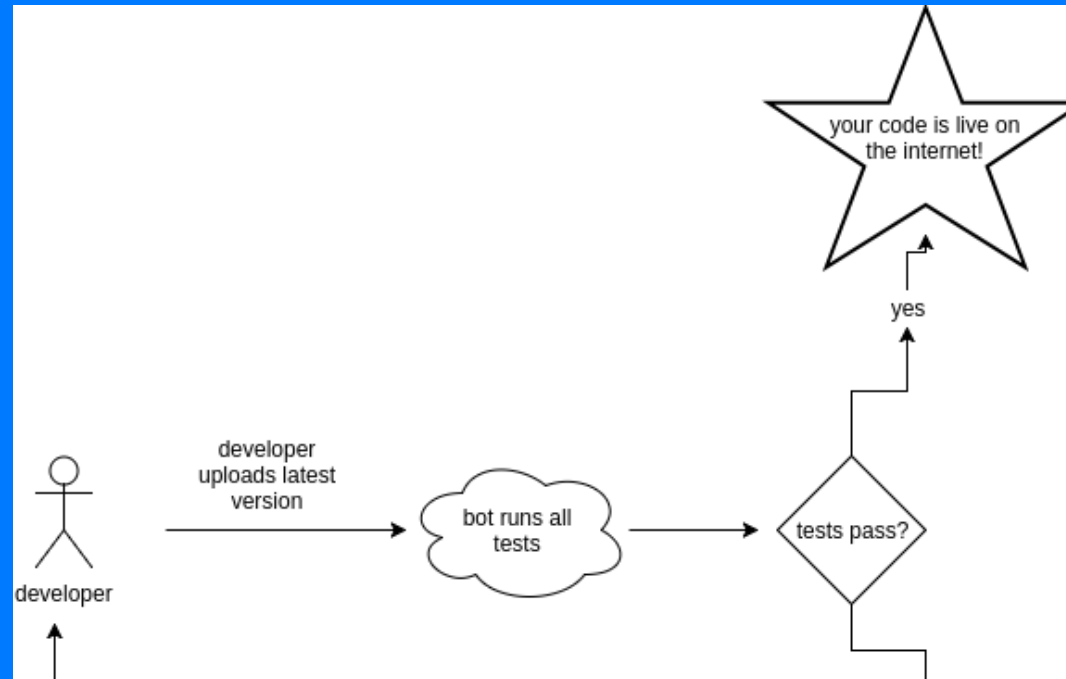 your code is live on
the internet!
yes
developer
uploads latest
version
bot runs all
tests
tests pass?
developer